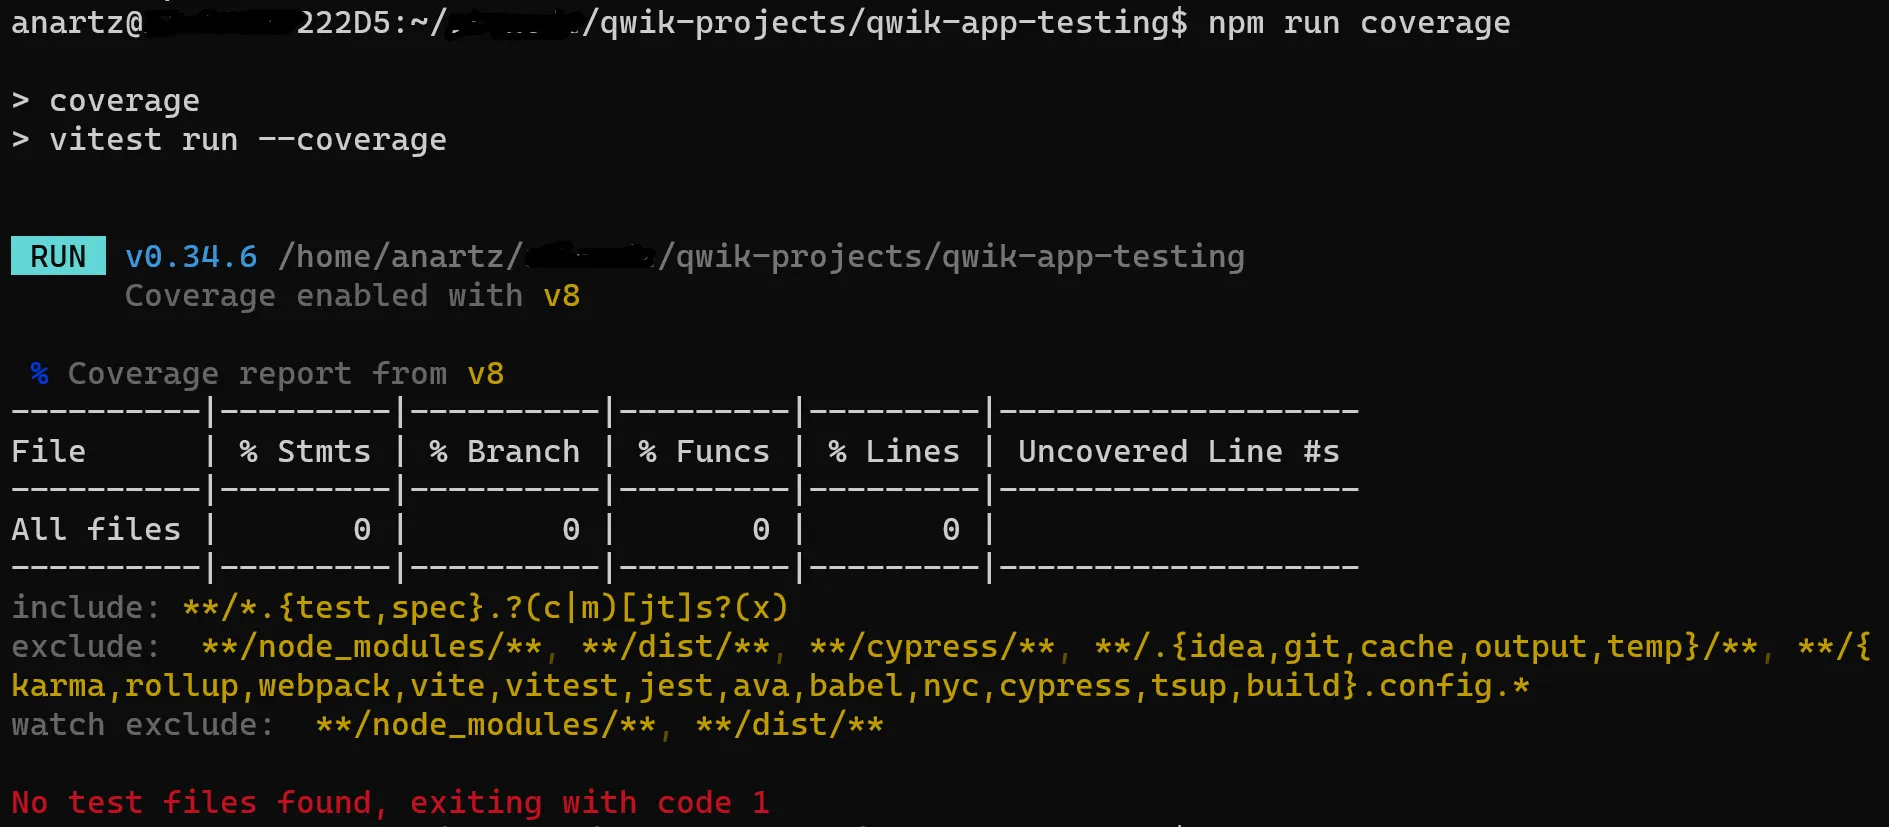 anartz@222D5:~//qwik-projects/qwik-app-testing$ npm run coverage
> coverage
> vitest run --coverage
RUN v0.34.6 /home/anartz//qwik-projects/qwik-app-testing
Coverage enabled with v8
% Coverage report from v8
----------|---------|----------|---------|---------|-------------------
File | % Stmts | % Branch | % Funcs | % Lines | Uncovered Line #s
----------|---------|----------|---------|---------|-------------------
All files | 0 | 0 | 0 | 0 |
----------|---------|----------|---------|---------|-------------------
include: **/*.{test,spec}.?(c|m)[jt]s?(x)
exclude: **/node_modules/**, **/dist/**, **/cypress/**, **/.{idea,git,cache,output,temp}/**, **/{
karma,rollup,webpack,vite,vitest,jest,ava,babel,nyc,cypress,tsup,build}.config.*
watch exclude: **/node_modules/**, **/dist/**
No test files found, exiting with code 1